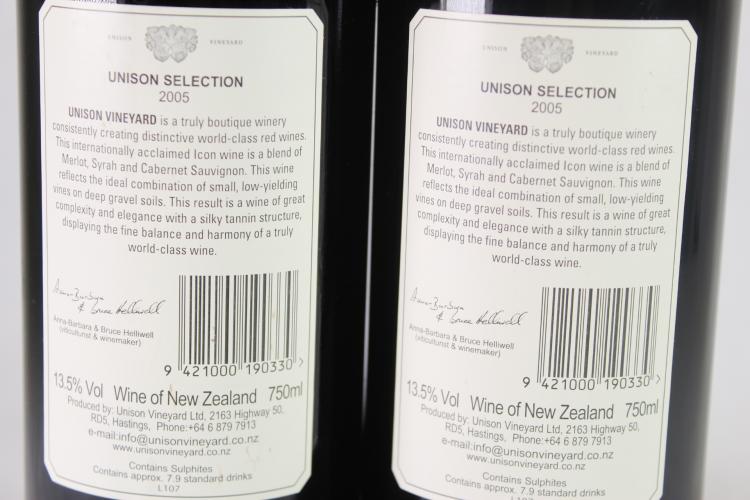 UNISON VINEYARD
UNISON SELECTION
2005
UNISON VINEYARD is a truly boutique winery
consistently creating distinctive world-class red wines.
This internationally acclaimed Icon wine is a blend of
Merlot, Syrah and Cabernet Sauvignon. This wine
reflects the ideal combination of small, low-yielding
vines on deep gravel soils. This result is a wine of great
complexity and elegance with a silky tannin structure,
displaying the fine balance and harmony of a truly
world-class wine.
Anna-Barbara
& Bruce Helliwell
Anna-Barbara & Bruce Helliwell
(viticulturist & winemaker)
9 421000 190330 >
13.5% Vol Wine of New Zealand 750ml
Produced by: Unison Vineyard Ltd, 2163 Highway 50,
RD5, Hastings, Phone:+64 6 879 7913
e-mail:info@unisonvineyard.co.nz
www.unisonvineyard.co.nz
Contains Sulphites
Contains approx. 7.9 standard drinks
L107
UNISON VINEYARD
UNISON SELECTION
2005
UNISON VINEYARD is a truly boutique winery
consistently creating distinctive world-class red wines.
This internationally acclaimed Icon wine is a blend of
Merlot, Syrah and Cabernet Sauvignon. This wine
reflects the ideal combination of small, low-yielding
vines on deep gravel soils. This result is a wine of great
complexity and elegance with a silky tannin structure,
displaying the fine balance and harmony of a truly
world-class wine.
Anna-Barbara
& Bruce Helliwell
Anna-Barbara & Bruce Helliwell
(viticulturist & winemaker)
9 421000 190330 >
13.5% Vol Wine of New Zealand 750ml
Produced by: Unison Vineyard Ltd, 2163 Highway 50,
RD5, Hastings, Phone:+64 6 879 7913
e-mail:info@unisonvineyard.co.nz
www.unisonvineyard.co.nz
Contains Sulphites
Contains approx. 7.9 standard drinks
L107